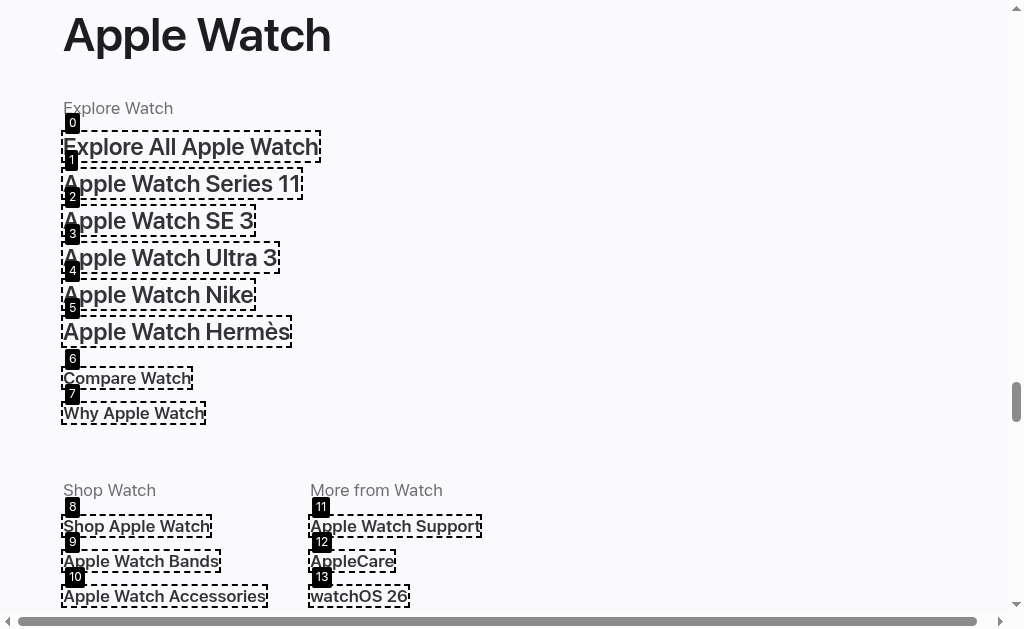 Apple Watch
Explore Watch
0
Explore All Apple Watch
1
Apple Watch Series 11
2
Apple Watch SE 3
3
Apple Watch Ultra 3
4
Apple Watch Nike
5
Apple Watch Hermès
6
Compare Watch
7
Why Apple Watch
Shop Watch
8
Shop Apple Watch
9
Apple Watch Bands
10
Apple Watch Accessories
More from Watch
11
Apple Watch Support
12
AppleCare
13
watchOS 26